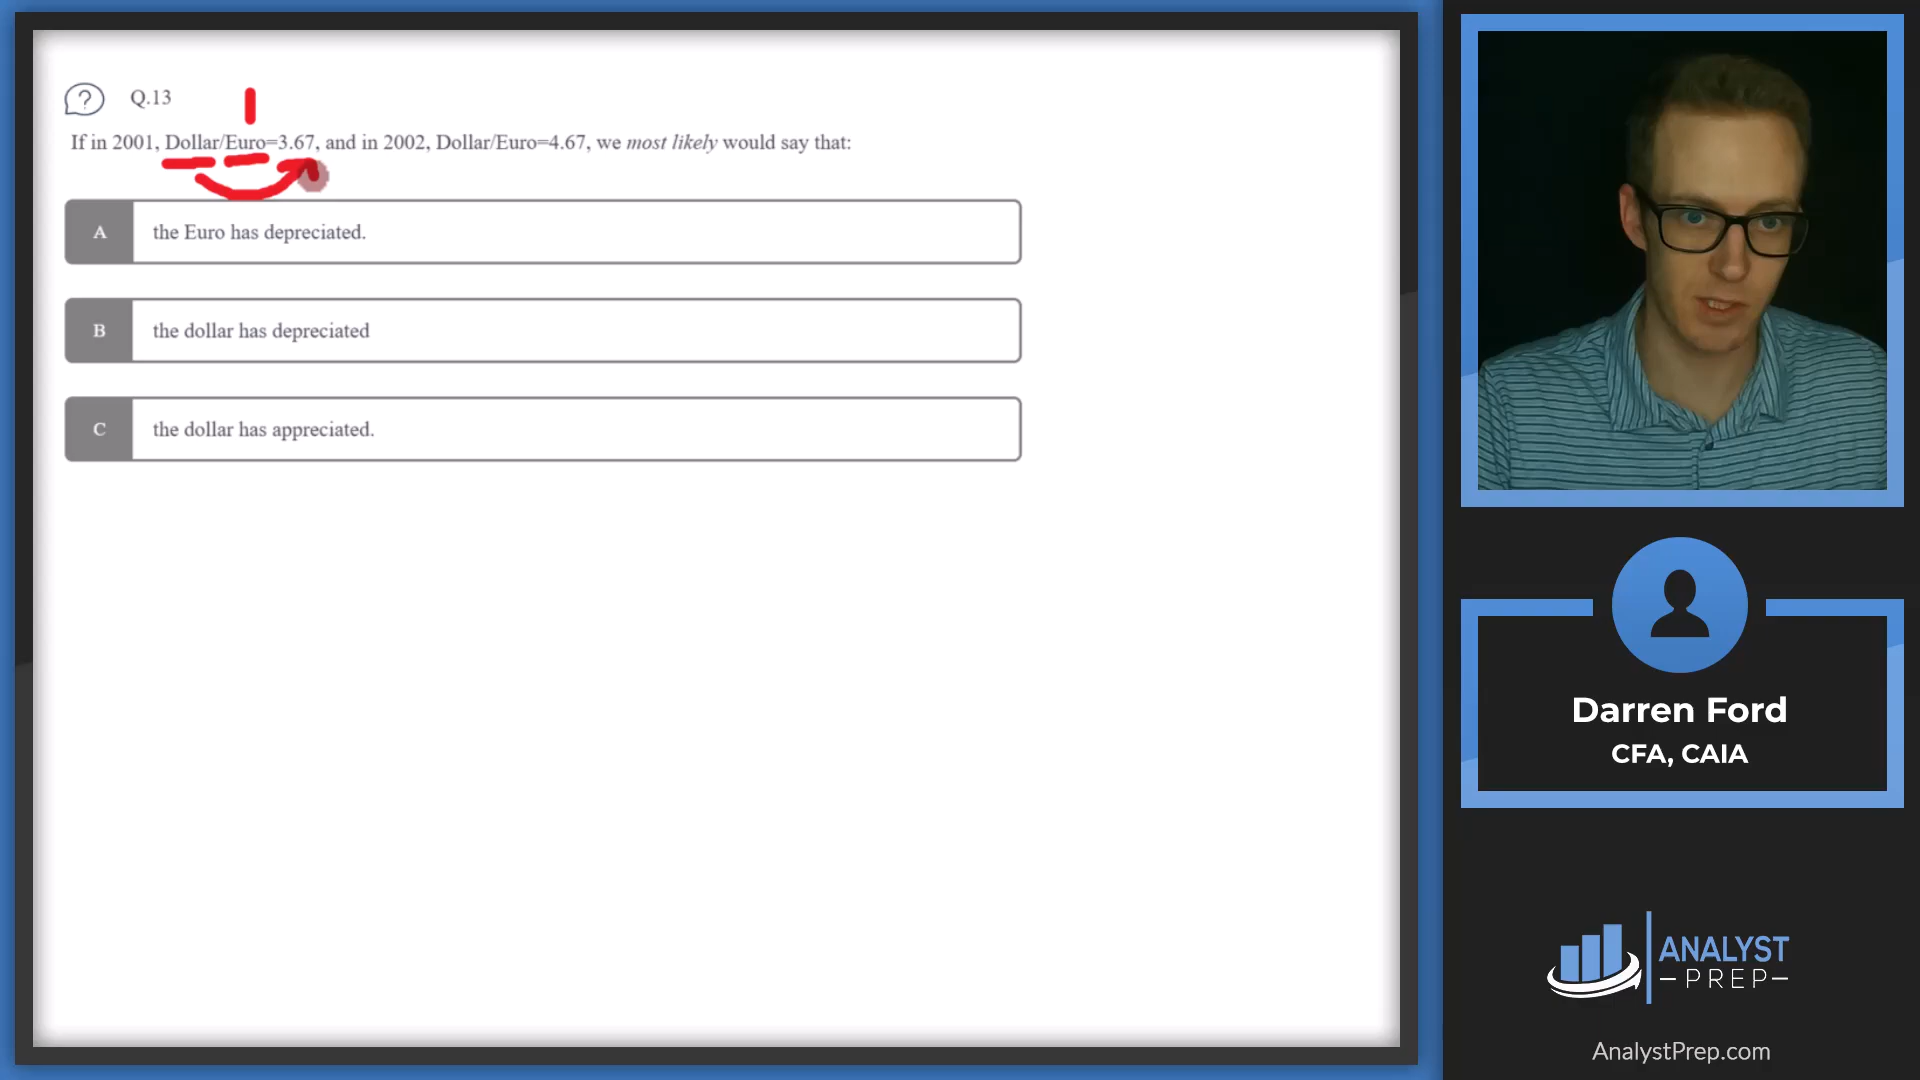 ? Q.13
1
If in 2001, Dollar/Euro=3.67, and in 2002, Dollar/Euro=4.67, we most likely would say that:
A the Euro has depreciated.
B the dollar has depreciated
C the dollar has appreciated.
Darren Ford
CFA, CAIA
ANALYST
PREP
AnalystPrep.com